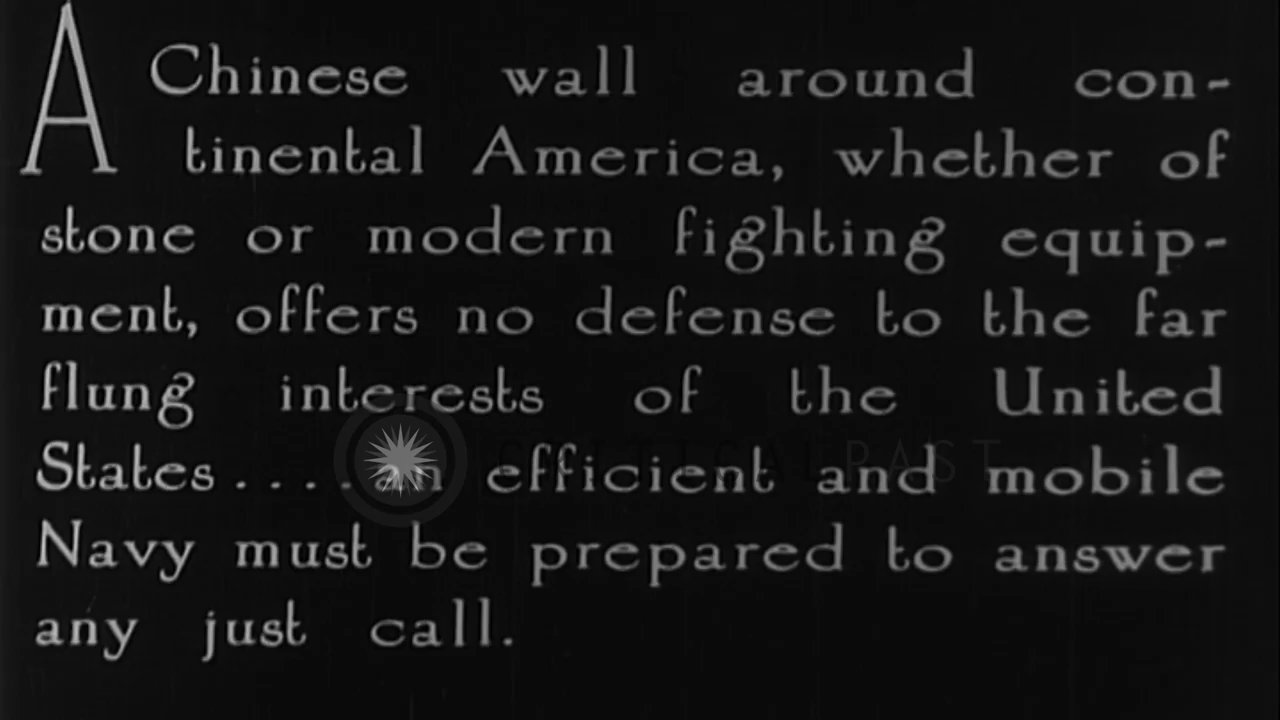 A Chinese wall around con-
tinental America, whether of
stone or modern fighting equip-
ment, offers no defense to the far
flung interests of the United
States.....an efficient and mobile
Navy must be prepared to answer
any just call.
CRITICAL PAST